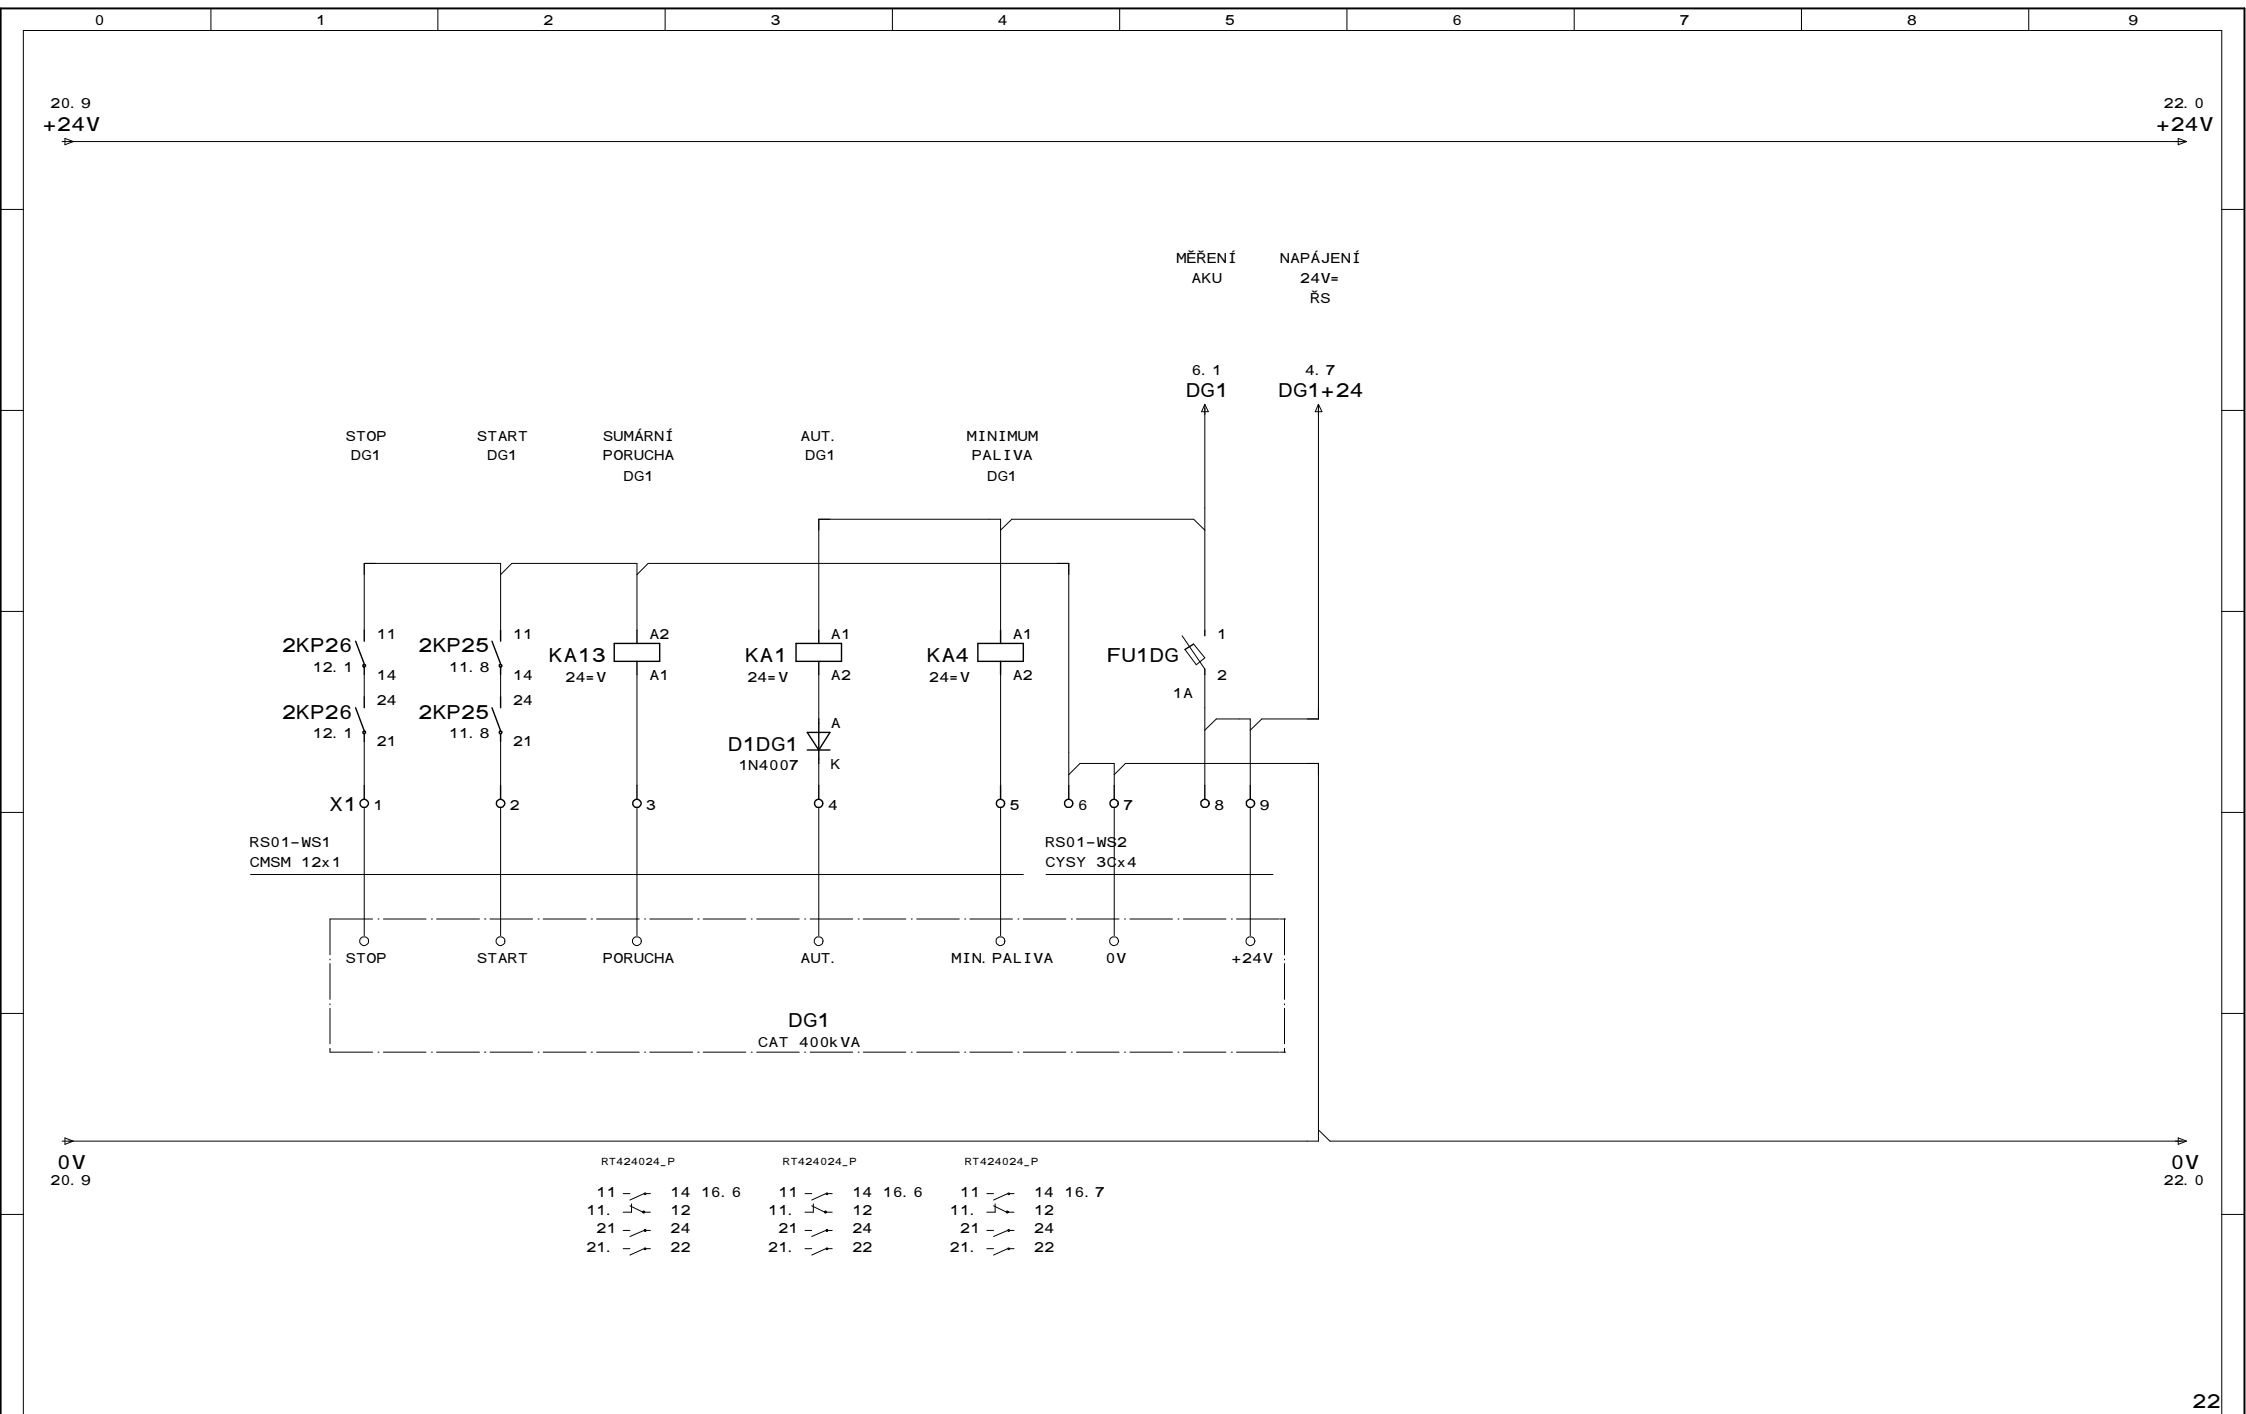 0 1 2 3 4 5 6 7 8 9
20. 9
+24V
22. 0
+24V
MĚŘENÍ
AKU
NAPÁJENÍ
24V=
ŘS
6. 1
DG1
4. 7
DG1+24
STOP
DG1
START
DG1
SUMÁRNÍ
PORUCHA
DG1
AUT.
DG1
MINIMUM
PALIVA
DG1
2KP26
12. 1
11
14
2KP25
11. 8
11
14
KA13
24=V
A2
A1
KA1
24=V
A1
A2
KA4
24=V
A1
A2
FU1DG
1A
1
2
2KP26
12. 1
24
21
2KP25
11. 8
24
21
D1DG1
1N4007
A
K
X1 1 2 3 4 5 6 7 8 9
RS01-WS1
CMSM 12x1
RS01-WS2
CYSY 3Cx4
STOP START PORUCHA AUT. MIN. PALIVA 0V +24V
DG1
CAT 400kVA
0V
20. 9
0V
22. 0
RT424024_P
11 14 16. 6
11. 12
21 24
21. 22
RT424024_P
11 14 16. 6
11. 12
21 24
21. 22
RT424024_P
11 14 16. 7
11. 12
21 24
21. 22
22